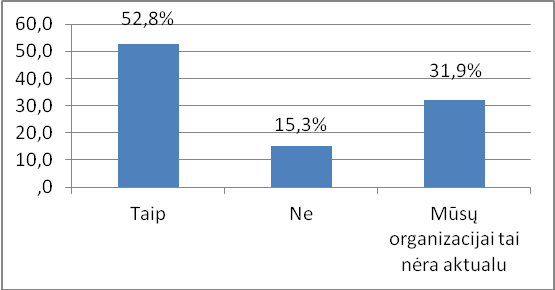 60,0
50,0
40,0
30,0
20,0
10,0
,0
52,8%
15,3%
31,9%
Taip
Ne
Mūsų
organizacijai tai
nėra aktualu